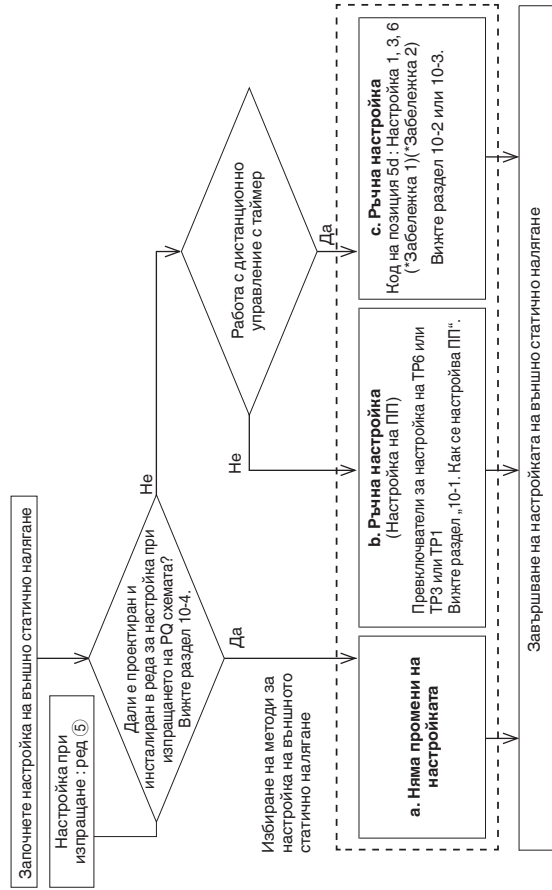 Започнете настройка на външно статично налягане
Настройка при
изпращане : ред ⑤
Дали е проектиран и
инсталиран в реда за настройка при
изпращането на PQ схемата?
Вижте раздел 10-4.
Не
Да
Работа с дистанционно
управление с таймер
Не
Да
Избиране на методи за
настройка на външното
статично налягане
a. Няма промени на
настройката
b. Ръчна настройка
(Настройка на ПП)
Превключватели за настройка на TP6 или
TP3 или TP1
Вижте раздел „10-1. Как се настройва ПП“.
c. Ръчна настройка
Код на позиция 5d : Настройка 1, 3, 6
(*Забележка 1)(*Забележка 2)
Вижте раздел 10-2 или 10-3.
Завършване на настройката на външно статично налягане